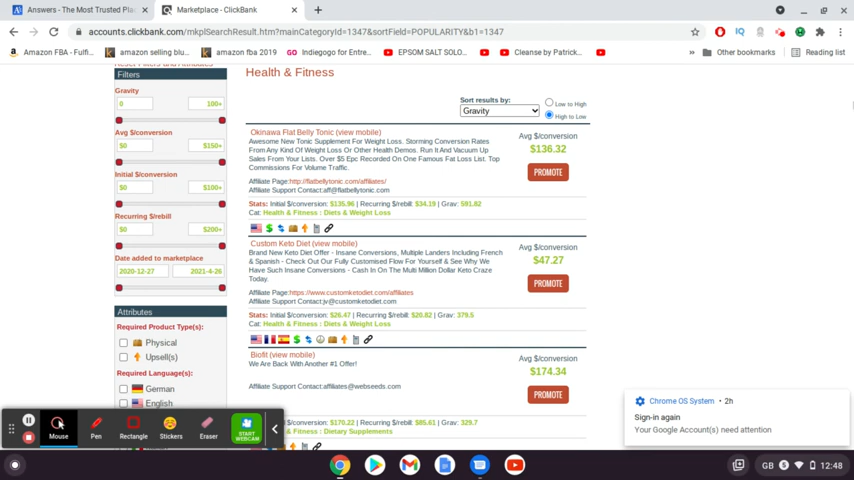 Answers - The Most Trusted Pla
Marketplace - ClickBank
accounts.clickbank.com/mkplSearchResult.htm?mainCategoryId=1347&sortField=POPULARITY&b1=1347
Amazon FBA - Fulfi...
amazon selling blu...
amazon fba 2019
GO Indiegogo for Entre...
EPSOM SALT SOLO...
Cleanse by Patrick...
»
Other bookmarks
Reading list
Filters
Gravity
0
100+
Avg $/conversion
$0
$150+
Initial $/conversion
$0
$100+
Recurring $/rebill
$0
$200+
Date added to marketplace
2020-12-27
2021-4-26
Attributes
Required Product Type(s):
Physical
Upsell(s)
Required Language(s):
German
English
Health & Fitness
Sort results by:
Gravity
Low to High
High to Low
Okinawa Flat Belly Tonic (view mobile)
Awesome New Tonic Supplement For Weight Loss. Storming Conversion Rates
From Any Kind Of Weight Loss Or Other Health Demos. Run It And Vacuum Up
Sales From Your Lists. Over $5 Epc Recorded On One Famous Fat Loss List. Top
Commissions For Volume Traffic.
Affiliate Page:http://flatbellytonic.com/affiliates/
Affiliate Support Contact:aff@flatbellytonic.com
Avg $/conversion
$136.32
PROMOTE
Stats: Initial $/conversion: $135.96 | Recurring $/rebill: $34.19 | Grav: 591.82
Cat: Health & Fitness : Diets & Weight Loss
Custom Keto Diet (view mobile)
Brand New Keto Diet Offer - Insane Conversions, Multiple Landers Including French
& Spanish - Check Out Our Fully Customised Flow For Yourself & See Why We
Have Such Insane Conversions - Cash In On The Multi Million Dollar Keto Craze
Today.
Affiliate Page:https://www.customketodiet.com/affiliates
Affiliate Support Contact:jv@customketodiet.com
Avg $/conversion
$47.27
PROMOTE
Stats: Initial $/conversion: $26.47 | Recurring $/rebill: $20.82 | Grav: 379.5
Cat: Health & Fitness : Diets & Weight Loss
Biofit (view mobile)
We Are Back With Another #1 Offer!
Affiliate Support Contact:affiliates@webseeds.com
Avg $/conversion
$174.34
PROMOTE
$/conversion: $170.22 | Recurring $/rebill: $85.61 | Grav: 329.7
& Fitness : Dietary Supplements
Chrome OS System • 2h
Sign-in again
Your Google Account(s) need attention
Mouse
Pen
Rectangle
Stickers
Eraser
START
WEBCAM
GB
12:48